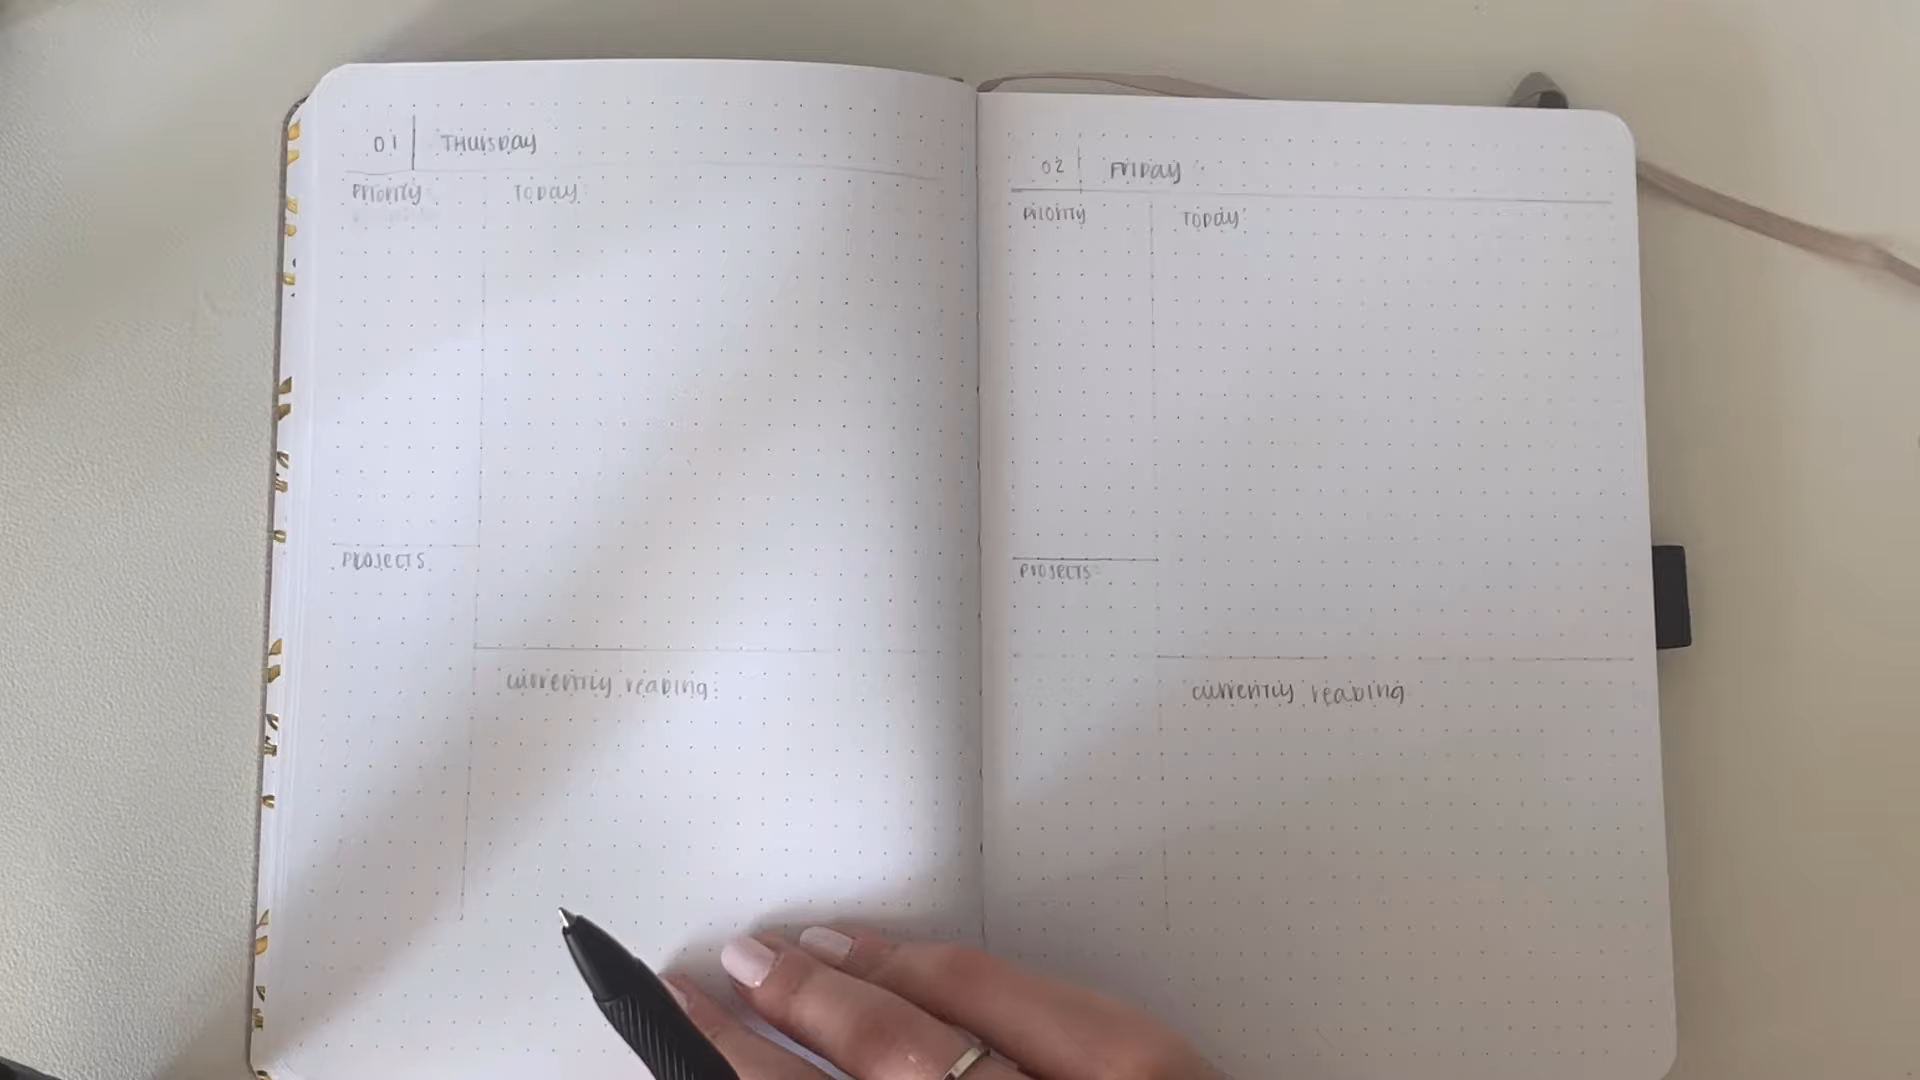 01 THURSDAY
PRIORITY
TODAY:
PROJECTS
currently reading:
02 FRIDAY
PRIORITY
TODAY:
PROJECTS:
currently reading